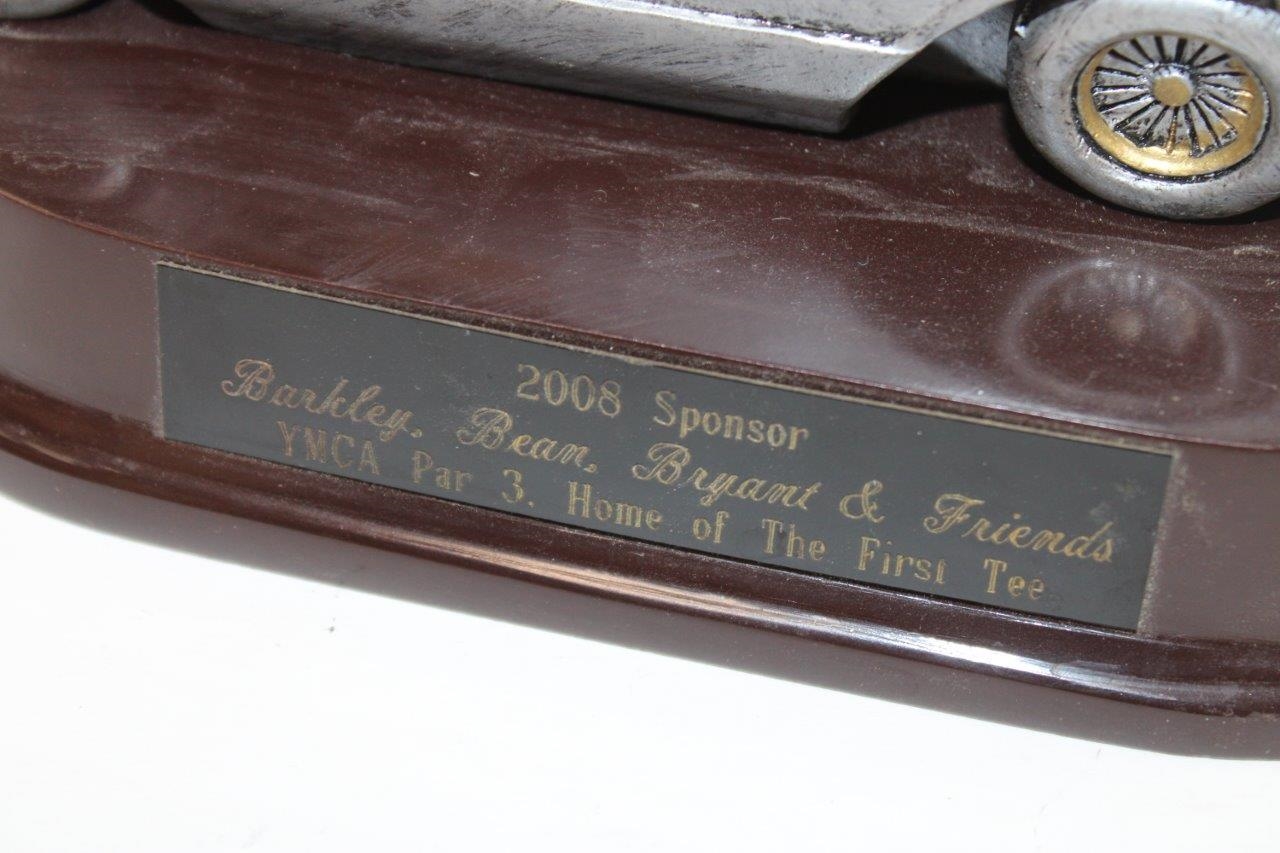 2008 Sponsor
Barkley, Bean, Bryant & Friends
YMCA Par 3, Home of The First Tee